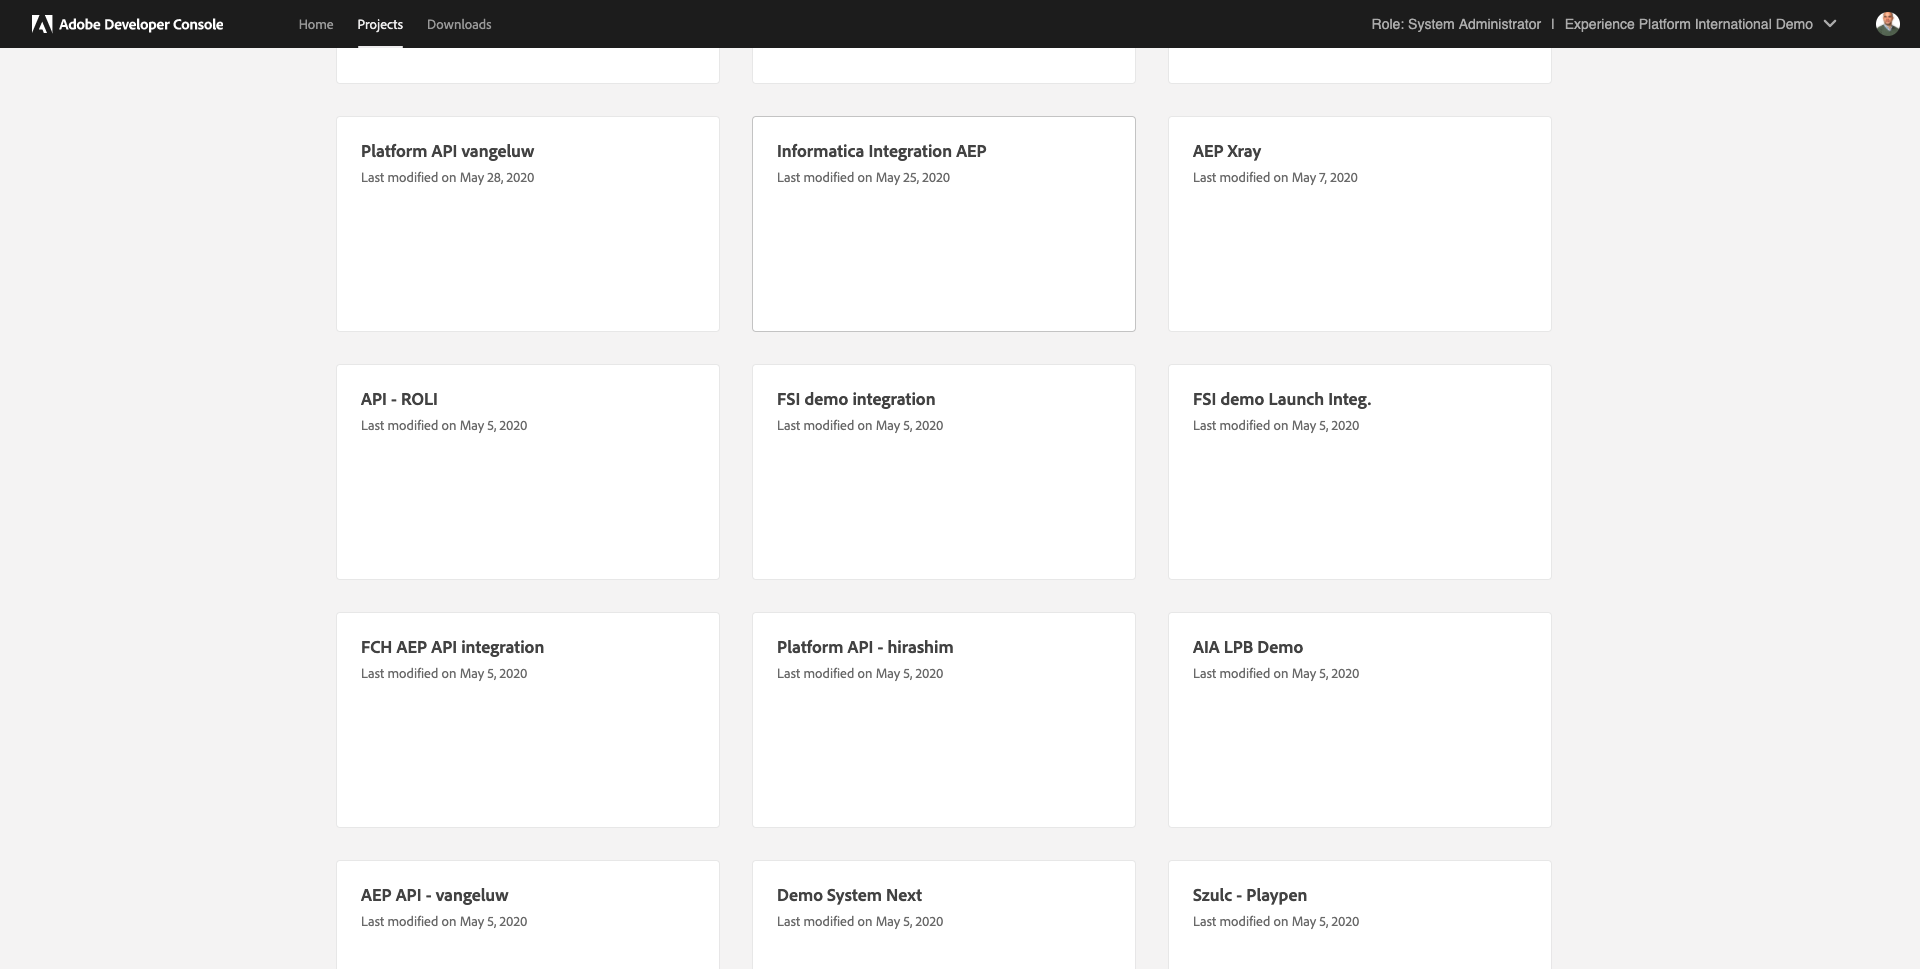 Adobe Developer Console
Home Projects Downloads
Role: System Administrator | Experience Platform International Demo
Platform API vangeluw
Last modified on May 28, 2020
Informatica Integration AEP
Last modified on May 25, 2020
AEP Xray
Last modified on May 7, 2020
API - ROLI
Last modified on May 5, 2020
FSI demo integration
Last modified on May 5, 2020
FSI demo Launch Integ.
Last modified on May 5, 2020
FCH AEP API integration
Last modified on May 5, 2020
Platform API - hirashim
Last modified on May 5, 2020
AIA LPB Demo
Last modified on May 5, 2020
AEP API - vangeluw
Last modified on May 5, 2020
Demo System Next
Last modified on May 5, 2020
Szulc - Playpen
Last modified on May 5, 2020